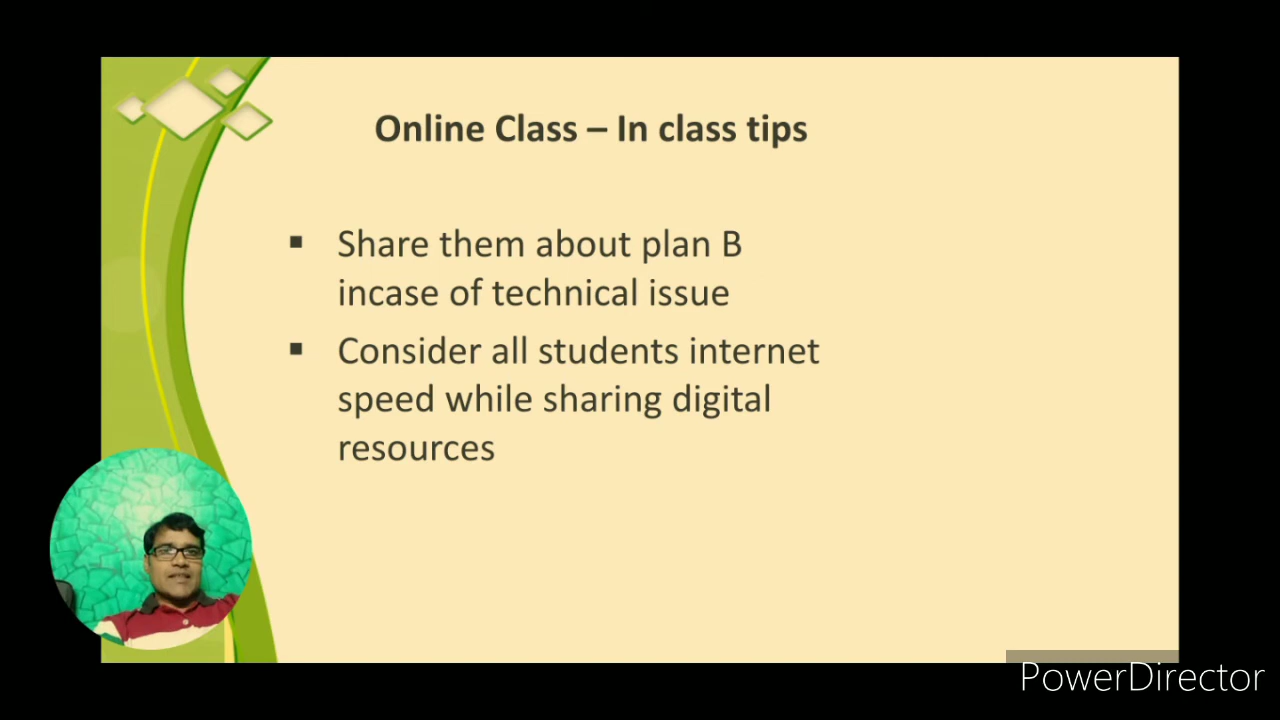 Online Class – In class tips
▪ Share them about plan B
incase of technical issue
▪ Consider all students internet
speed while sharing digital
resources
PowerDirector